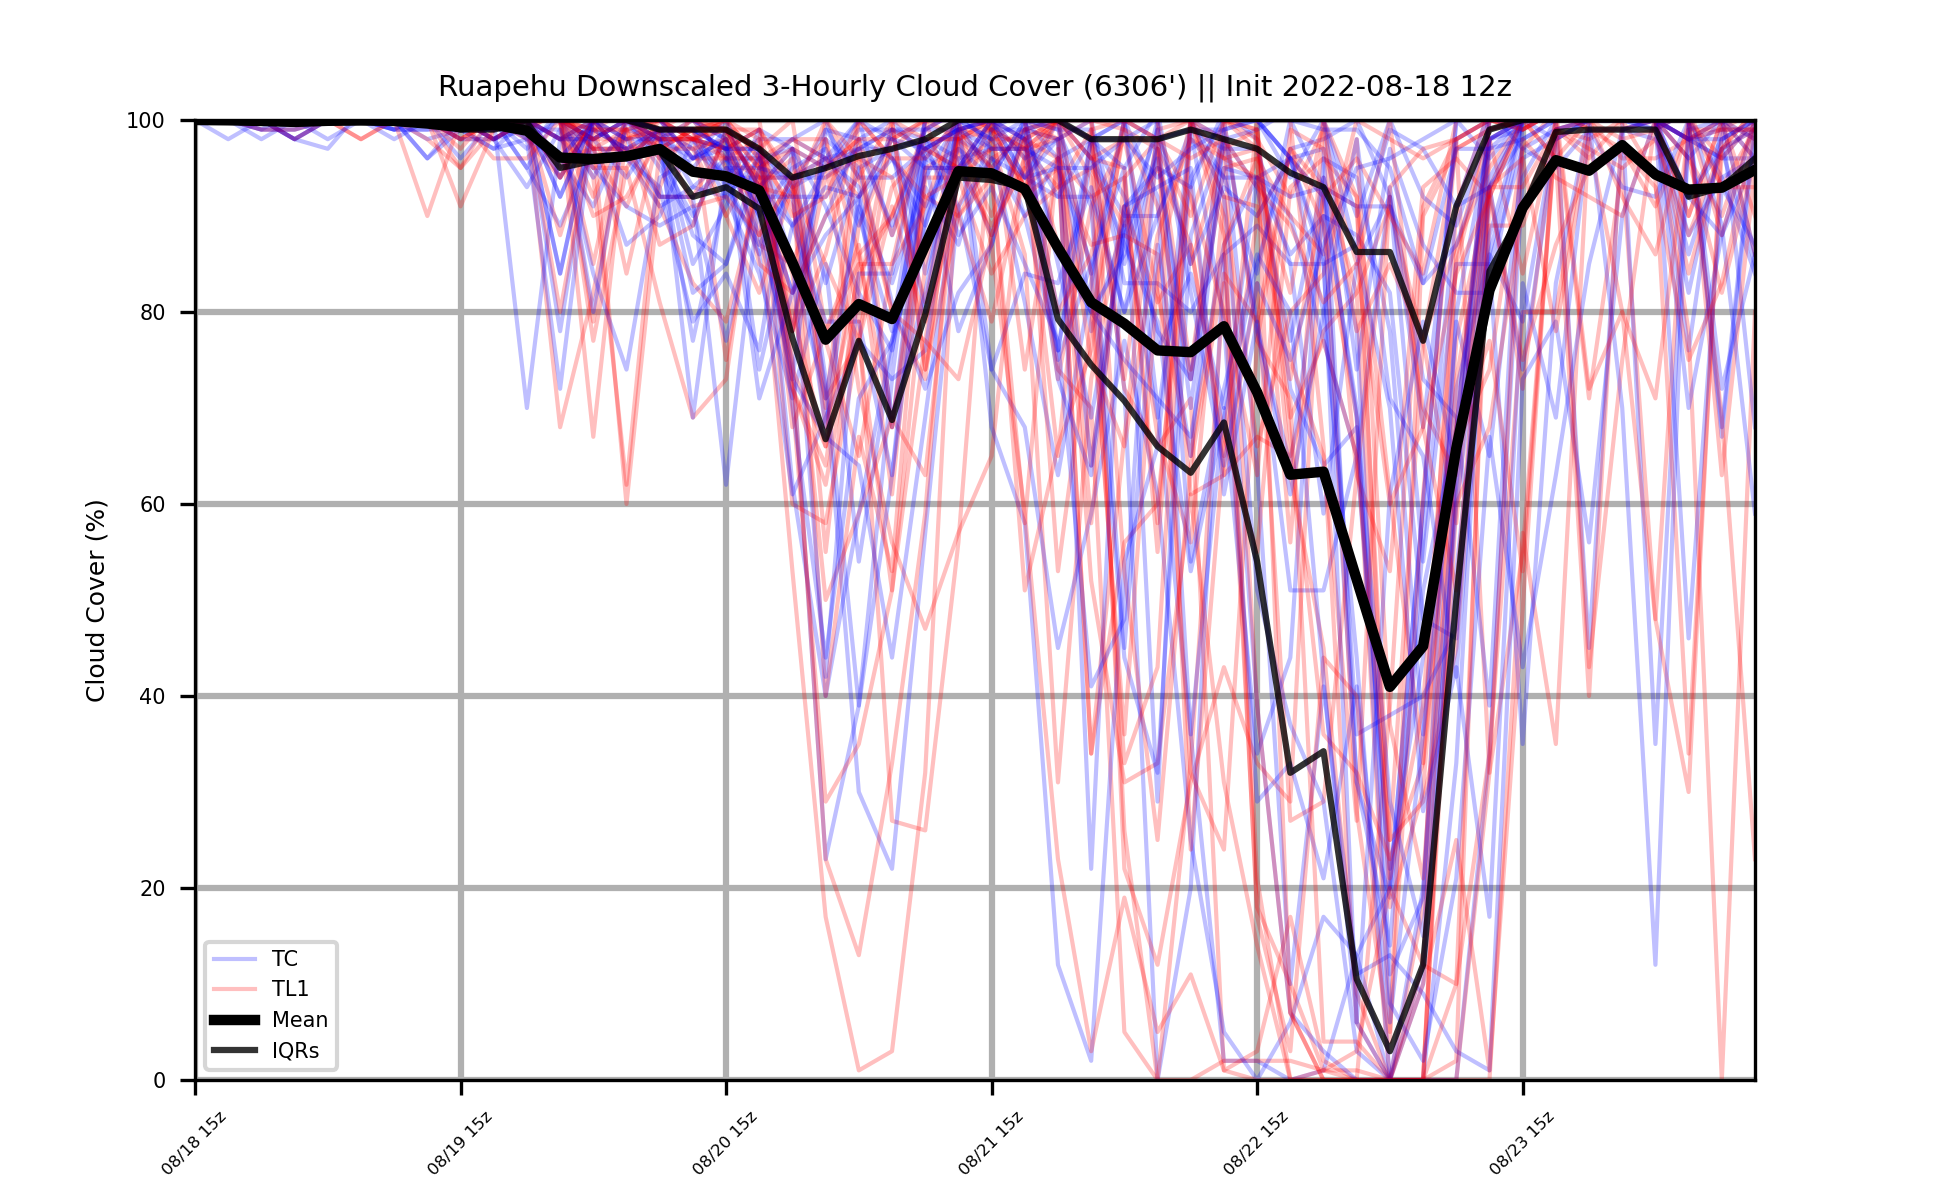 Ruapehu Downscaled 3-Hourly Cloud Cover (6306') || Init 2022-08-18 12z
Cloud Cover (%)
100
80
60
40
20
0
TC
TL1
Mean
IQRs
08/18 15z
08/19 15z
08/20 15z
08/21 15z
08/22 15z
08/23 15z